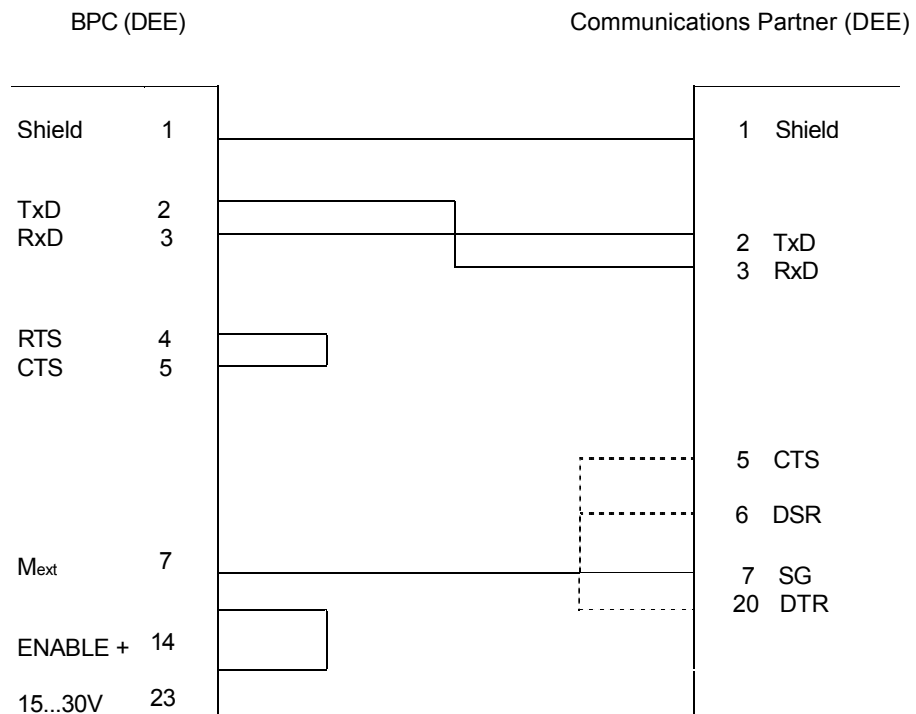 BPC (DEE) Communications Partner (DEE)
Shield 1 1 Shield
TxD 2
RxD 3 2 TxD
3 RxD
RTS 4
CTS 5
5 CTS
6 DSR
Mext 7 7 SG
20 DTR
ENABLE + 14
15...30V 23